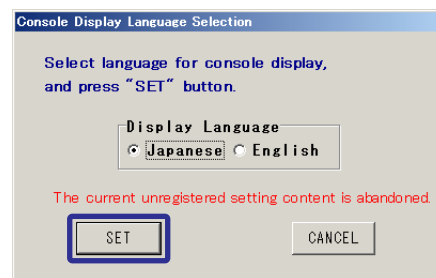 Console Display Language Selection
Select language for console display,
and press "SET" button.
Display Language
Japanese English
The current unregistered setting content is abandoned.
SET CANCEL